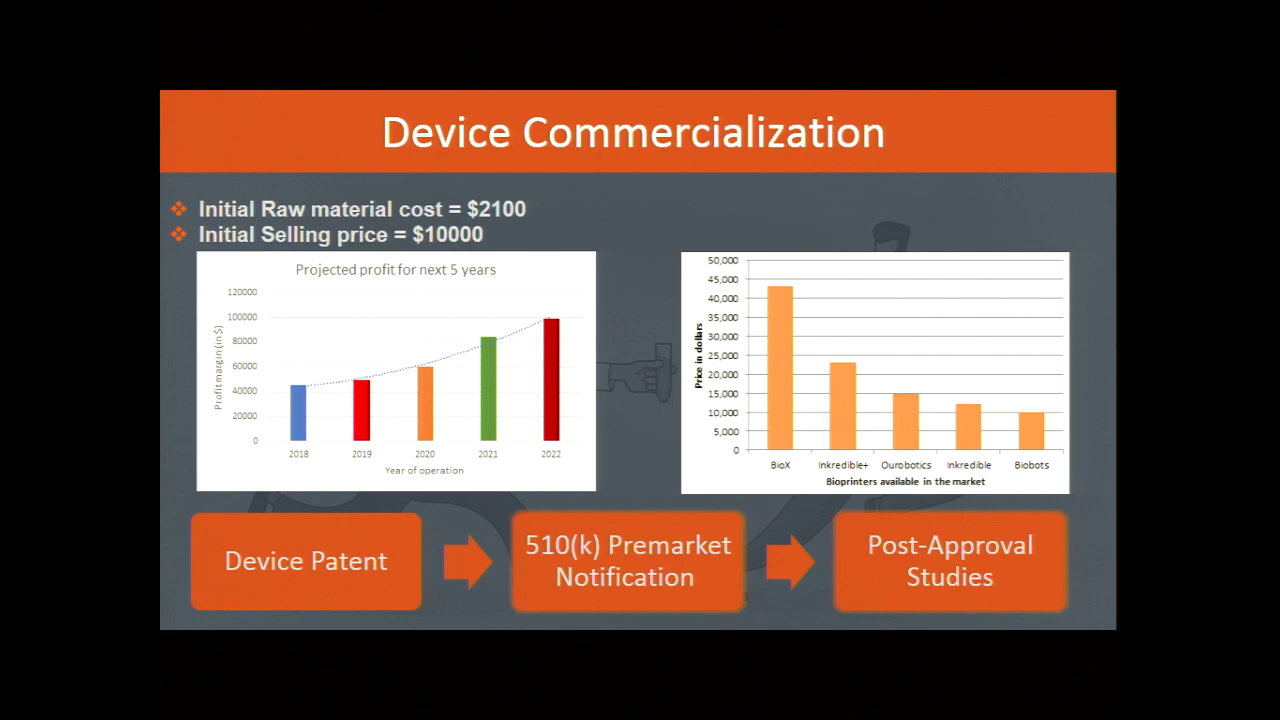 Device Commercialization
Initial Raw material cost = $2100
Initial Selling price = $10000
Projected profit for next 5 years
Profit margin (in $)
120000
100000
80000
60000
40000
20000
0
2018 2019 2020 2021 2022
Year of operation
Price in dollars
50,000
45,000
40,000
35,000
30,000
25,000
20,000
15,000
10,000
5,000
0
BioX Inkredible+ Ourobotics Inkredible Biobots
Bioprinters available in the market
Device Patent
510(k) Premarket
Notification
Post-Approval
Studies